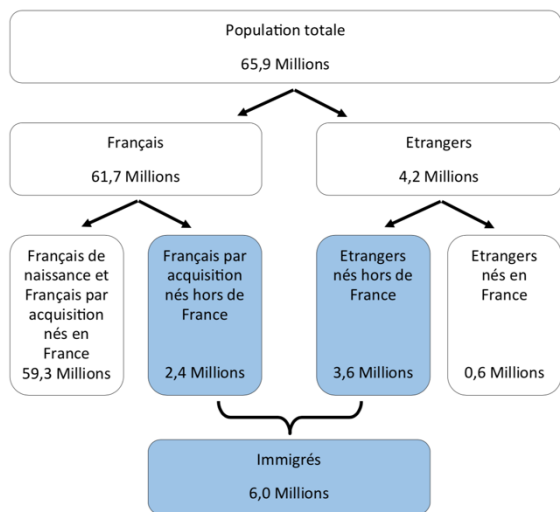 Population totale
65,9 Millions
Français
61,7 Millions
Etrangers
4,2 Millions
Français de
naissance et
Français par
acquisition
nés en
France
59,3 Millions
Français par
acquisition
nés hors de
France
2,4 Millions
Etrangers
nés hors de
France
3,6 Millions
Etrangers
nés en
France
0,6 Millions
Immigrés
6,0 Millions